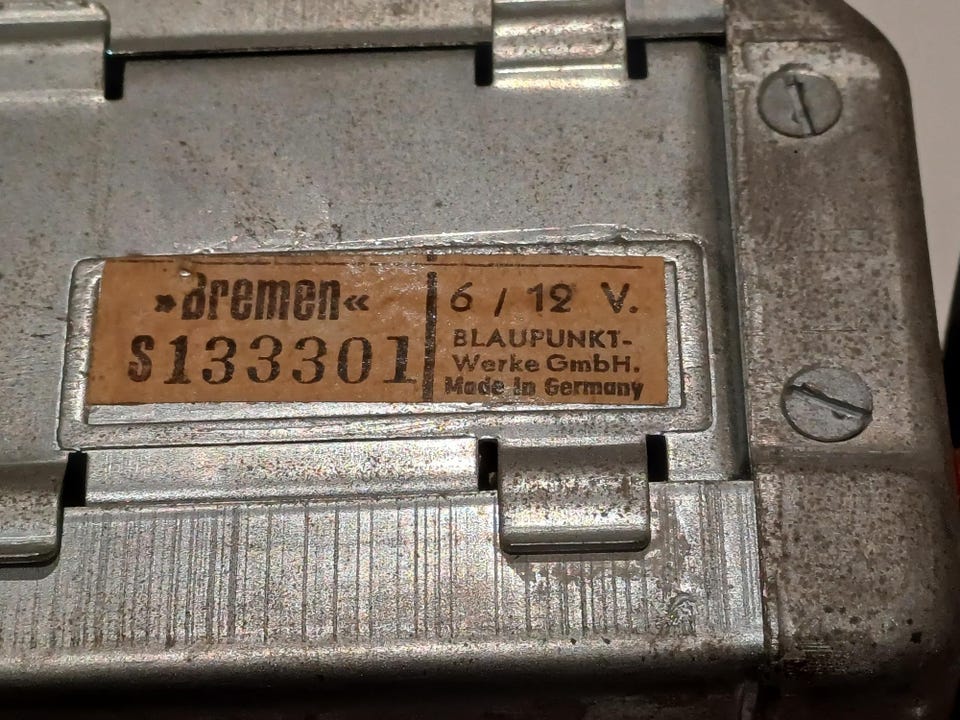 »Bremen«
S133301
6 / 12 V.
BLAUPUNKT-
Werke GmbH.
Made in Germany